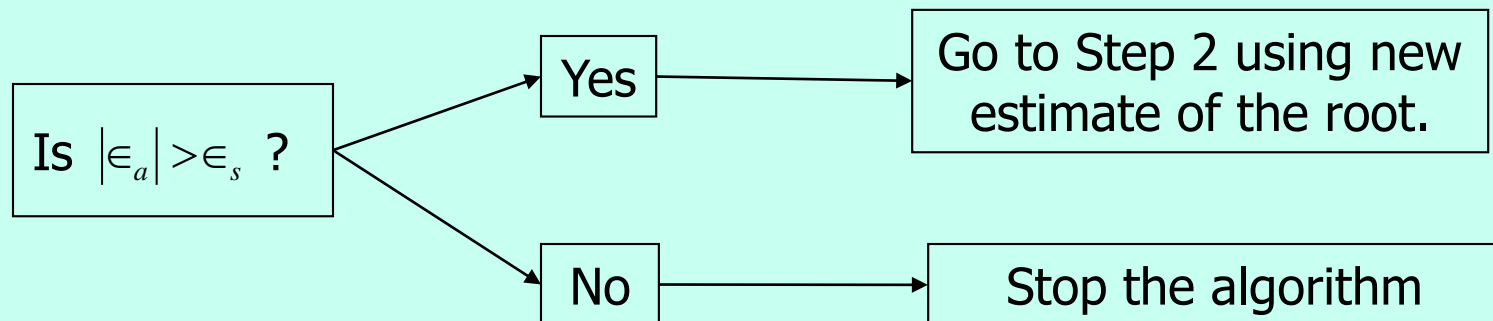 Is |∈a| >∈s ?
Yes
Go to Step 2 using new
estimate of the root.
No
Stop the algorithm